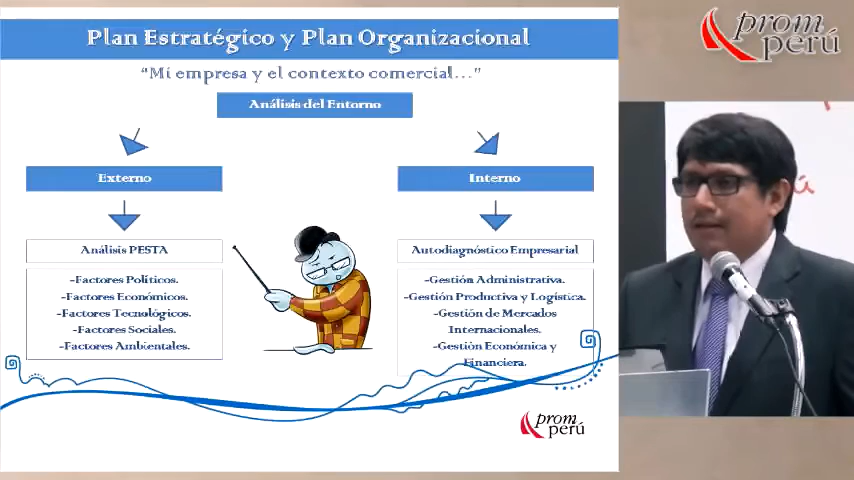 Plan Estratégico y Plan Organizacional
"Mi empresa y el contexto comercial..."
Análisis del Entorno
Externo
Interno
Análisis PESTA
-Factores Políticos.
-Factores Económicos.
-Factores Tecnológicos.
-Factores Sociales.
-Factores Ambientales.
Autodiagnóstico Empresarial
-Gestión Administrativa.
-Gestión Productiva y Logística.
-Gestión de Mercados
Internacionales.
-Gestión Económica y
Financiera.
prom
perú
prom
perú